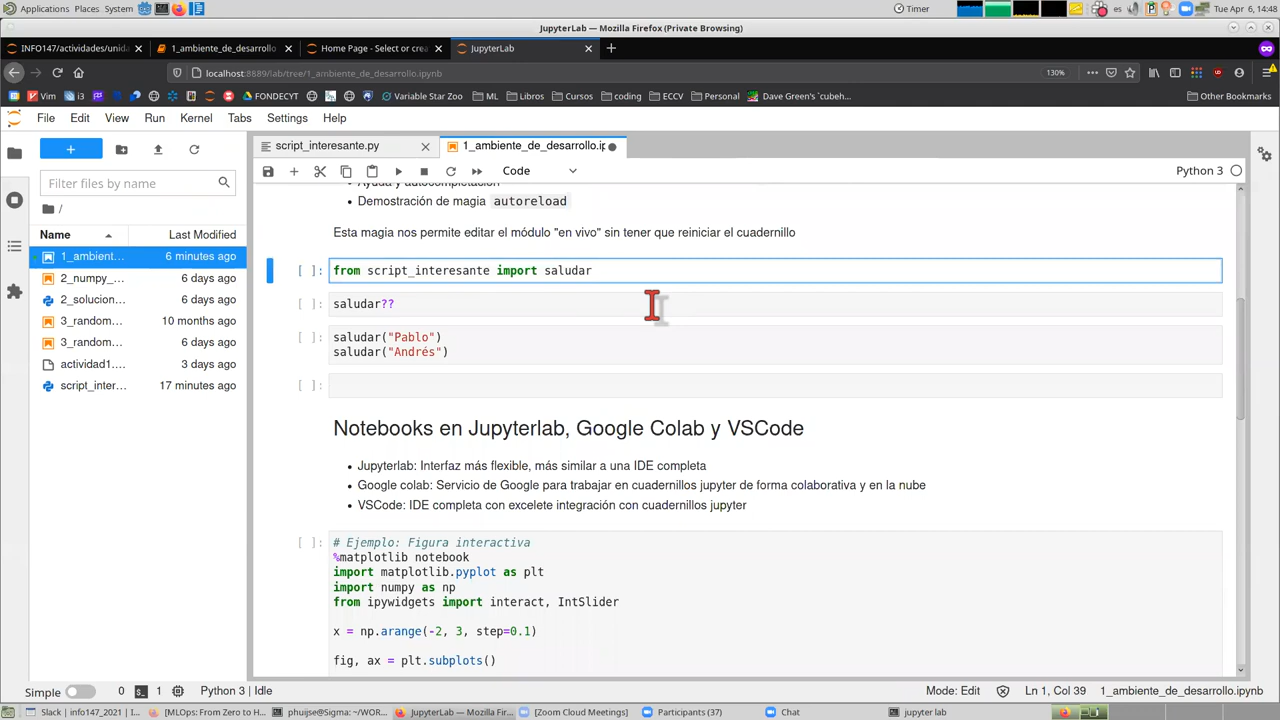 Applications Places System
Timer
es
Tue Apr 6, 14:48
JupyterLab — Mozilla Firefox (Private Browsing)
INFO147/actividades/unida
1_ambiente_de_desarrollo
Home Page - Select or crea
JupyterLab
localhost:8889/lab/tree/1_ambiente_de_desarrollo.ipynb
130%
Vim
i3
FONDECYT
Variable Star Zoo
ML
Libros
Cursos
coding
ECCV
Personal
Dave Green's 'cubeh...
Other Bookmarks
File Edit View Run Kernel Tabs Settings Help
script_interesante.py
1_ambiente_de_desarrollo.ip
Filter files by name
Code
Python 3
/
Name Last Modified
1_ambient... 6 minutes ago
2_numpy_... 6 days ago
2_solucion... 6 days ago
3_random... 10 months ago
3_random... 6 days ago
actividad1.... 3 days ago
script_inter... 17 minutes ago
• Ayuda y autocompletación
• Demostración de magia autoreload
Esta magia nos permite editar el módulo "en vivo" sin tener que reiniciar el cuadernillo
[ ]: from script_interesante import saludar
[ ]: saludar??
[ ]: saludar("Pablo")
saludar("Andrés")
[ ]:
Notebooks en Jupyterlab, Google Colab y VSCode
• Jupyterlab: Interfaz más flexible, más similar a una IDE completa
• Google colab: Servicio de Google para trabajar en cuadernillos jupyter de forma colaborativa y en la nube
• VSCode: IDE completa con excelete integración con cuadernillos jupyter
[ ]: # Ejemplo: Figura interactiva
%matplotlib notebook
import matplotlib.pyplot as plt
import numpy as np
from ipywidgets import interact, IntSlider
x = np.arange(-2, 3, step=0.1)
fig, ax = plt.subplots()
Simple 0 1 Python 3 | Idle
Mode: Edit Ln 1, Col 39 1_ambiente_de_desarrollo.ipynb
Slack | info147_2021 | I...
[MLOps: From Zero to H...
phuijse@Sigma: ~/WOR...
JupyterLab — Mozilla Fir...
[Zoom Cloud Meetings]
Participants (37)
Chat
jupyter lab